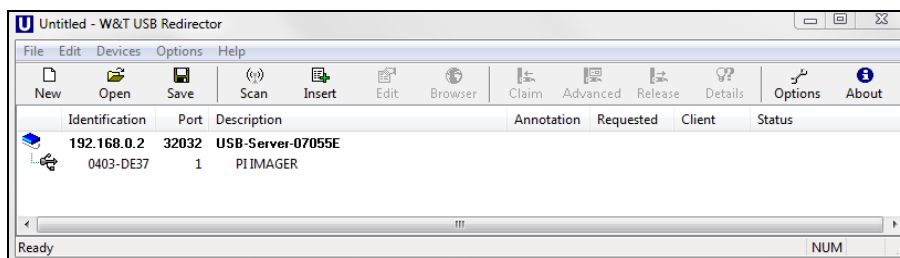 Untitled - W&T USB Redirector
File Edit Devices Options Help
New Open Save Scan Insert Edit Browser Claim Advanced Release Details Options About
Identification Port Description Annotation Requested Client Status
192.168.0.2 32032 USB-Server-07055E
0403-DE37 1 PI IMAGER
Ready NUM